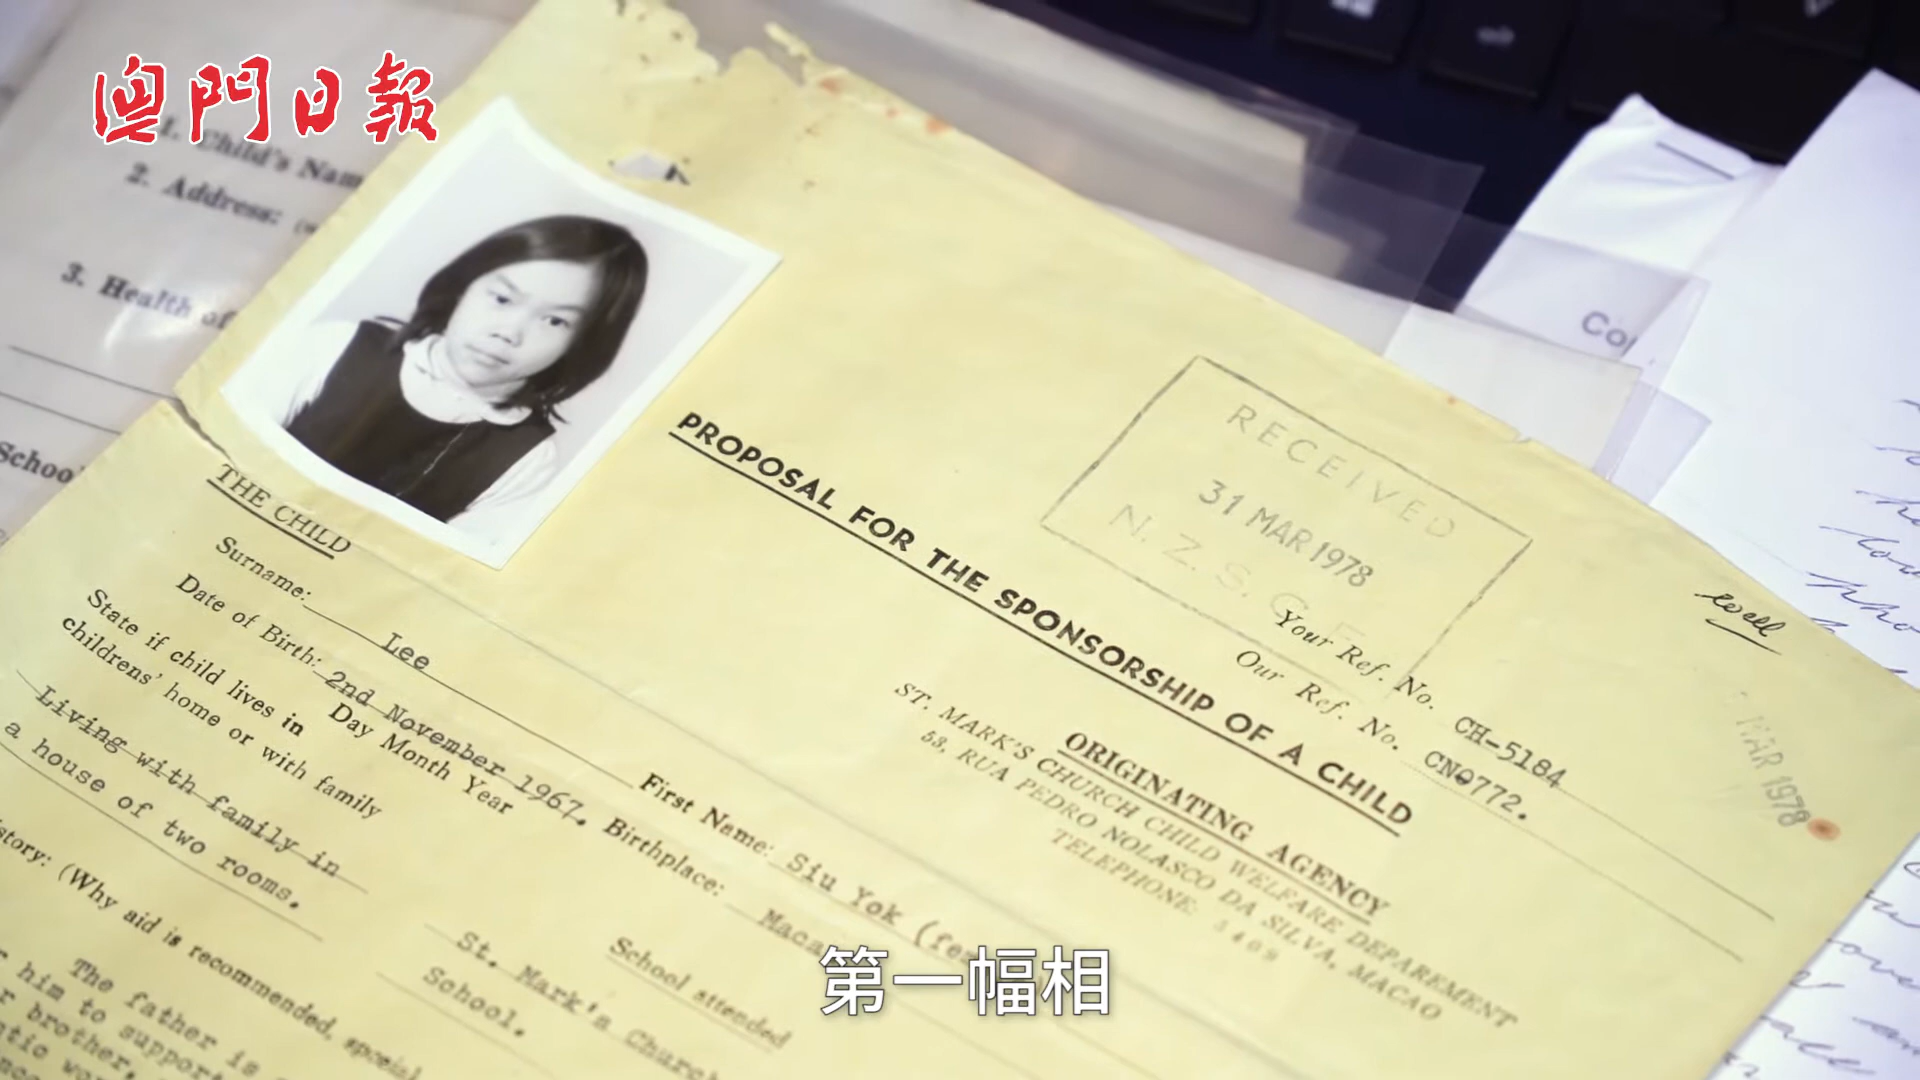 澳門日報
1. Child's Nam
2. Address:
3. Health of
School
RECEIVED
31 MAR 1978
N. Z. S. C
well
MAR 1978
PROPOSAL FOR THE SPONSORSHIP OF A CHILD
Your Ref. No. CH-5184
Our Ref. No. CN0772.
ORIGINATING AGENCY
ST. MARK'S CHURCH CHILD WELFARE DEPAREMENT
53, RUA PEDRO NOLASCO DA SILVA, MACAO
TELEPHONE: 5409
THE CHILD
Surname: Lee
First Name: Siu Yok
Date of Birth: 2nd November 1967.
Day Month Year
Birthplace: Macao
State if child lives in
childrens' home or with family
Living with family in
a house of two rooms.
School attended
St. Mark's Church
School.
story: (Why aid is recommended, special
The father is
him to support
r brother,
第一幅相